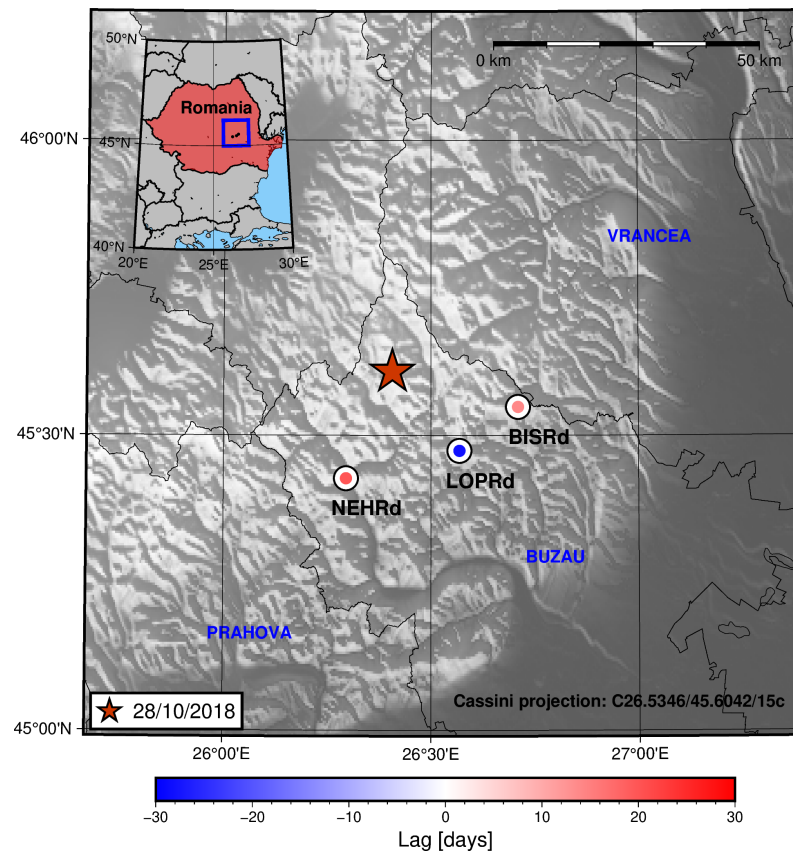 50°N
45°N
40°N
20°E 25°E 30°E
Romania
0 km 50 km
46°00'N
45°30'N
45°00'N
VRANCEA
BISRd
LOPRd
NEHRd
BUZAU
PRAHOVA
28/10/2018
Cassini projection: C26.5346/45.6042/15c
26°00'E 26°30'E 27°00'E
−30 −20 −10 0 10 20 30
Lag [days]